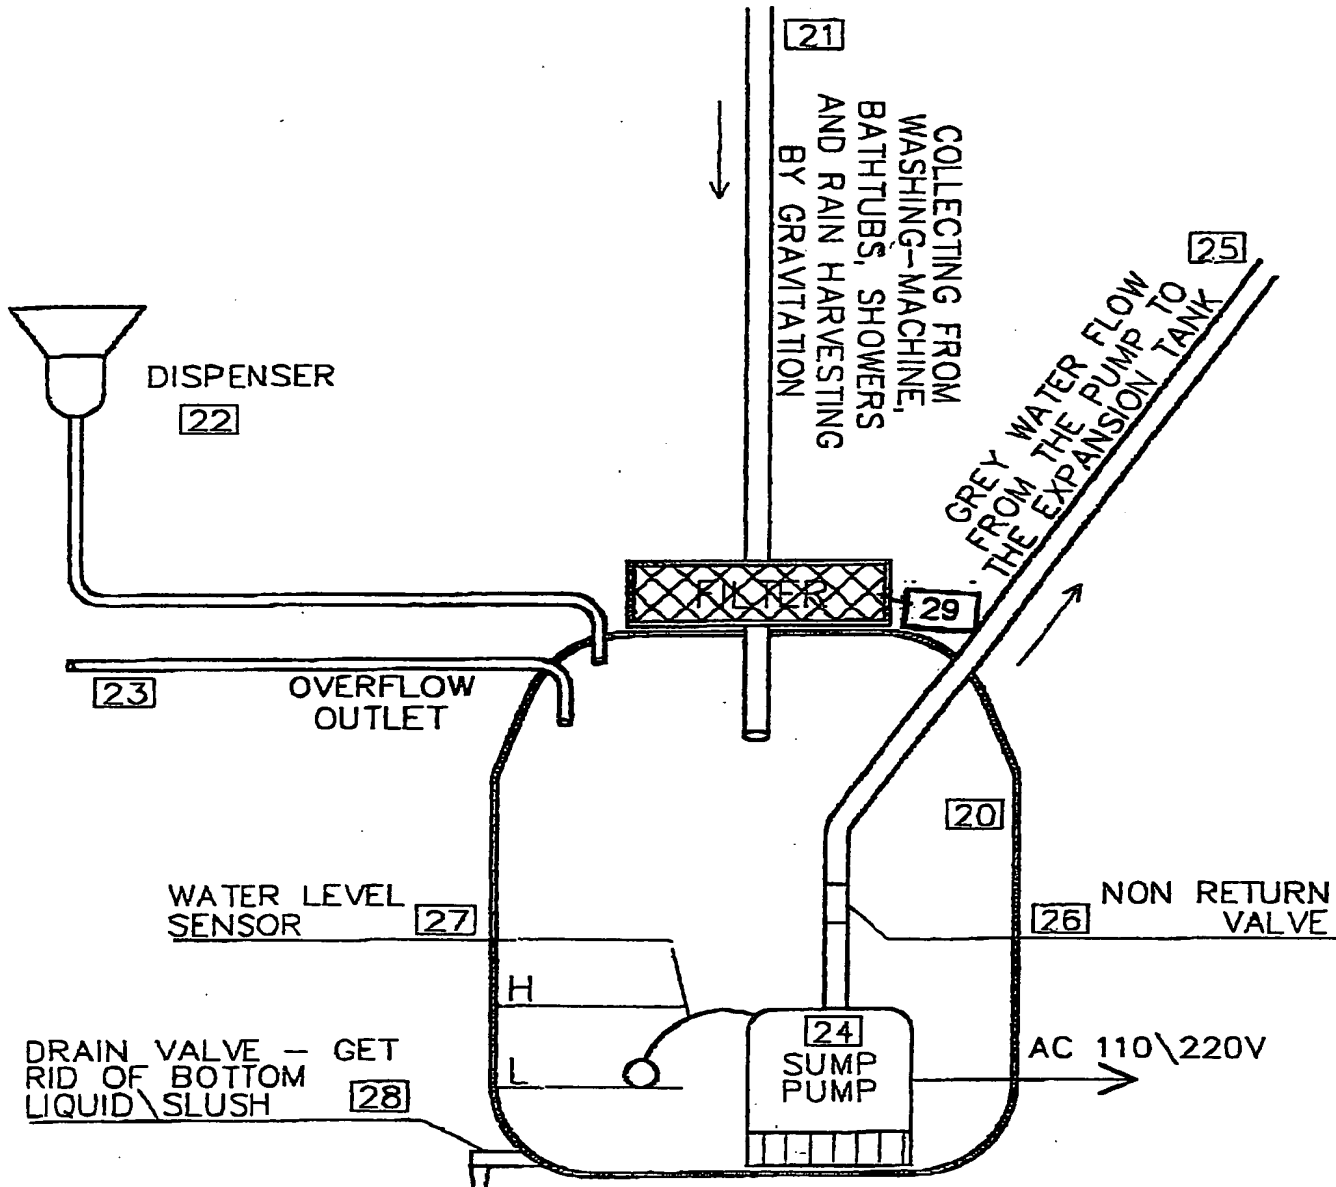 21
COLLECTING FROM
WASHING-MACHINE,
BATHTUBS, SHOWERS
AND RAIN HARVESTING
BY GRAVITATION
25
GREY WATER FLOW
FROM THE PUMP TO
THE EXPANSION TANK
DISPENSER
22
FILTER
29
23
OVERFLOW
OUTLET
20
WATER LEVEL
SENSOR
27
NON RETURN
VALVE
26
H
L
24
SUMP
PUMP
AC 110\220V
DRAIN VALVE - GET
RID OF BOTTOM
LIQUID\SLUSH
28